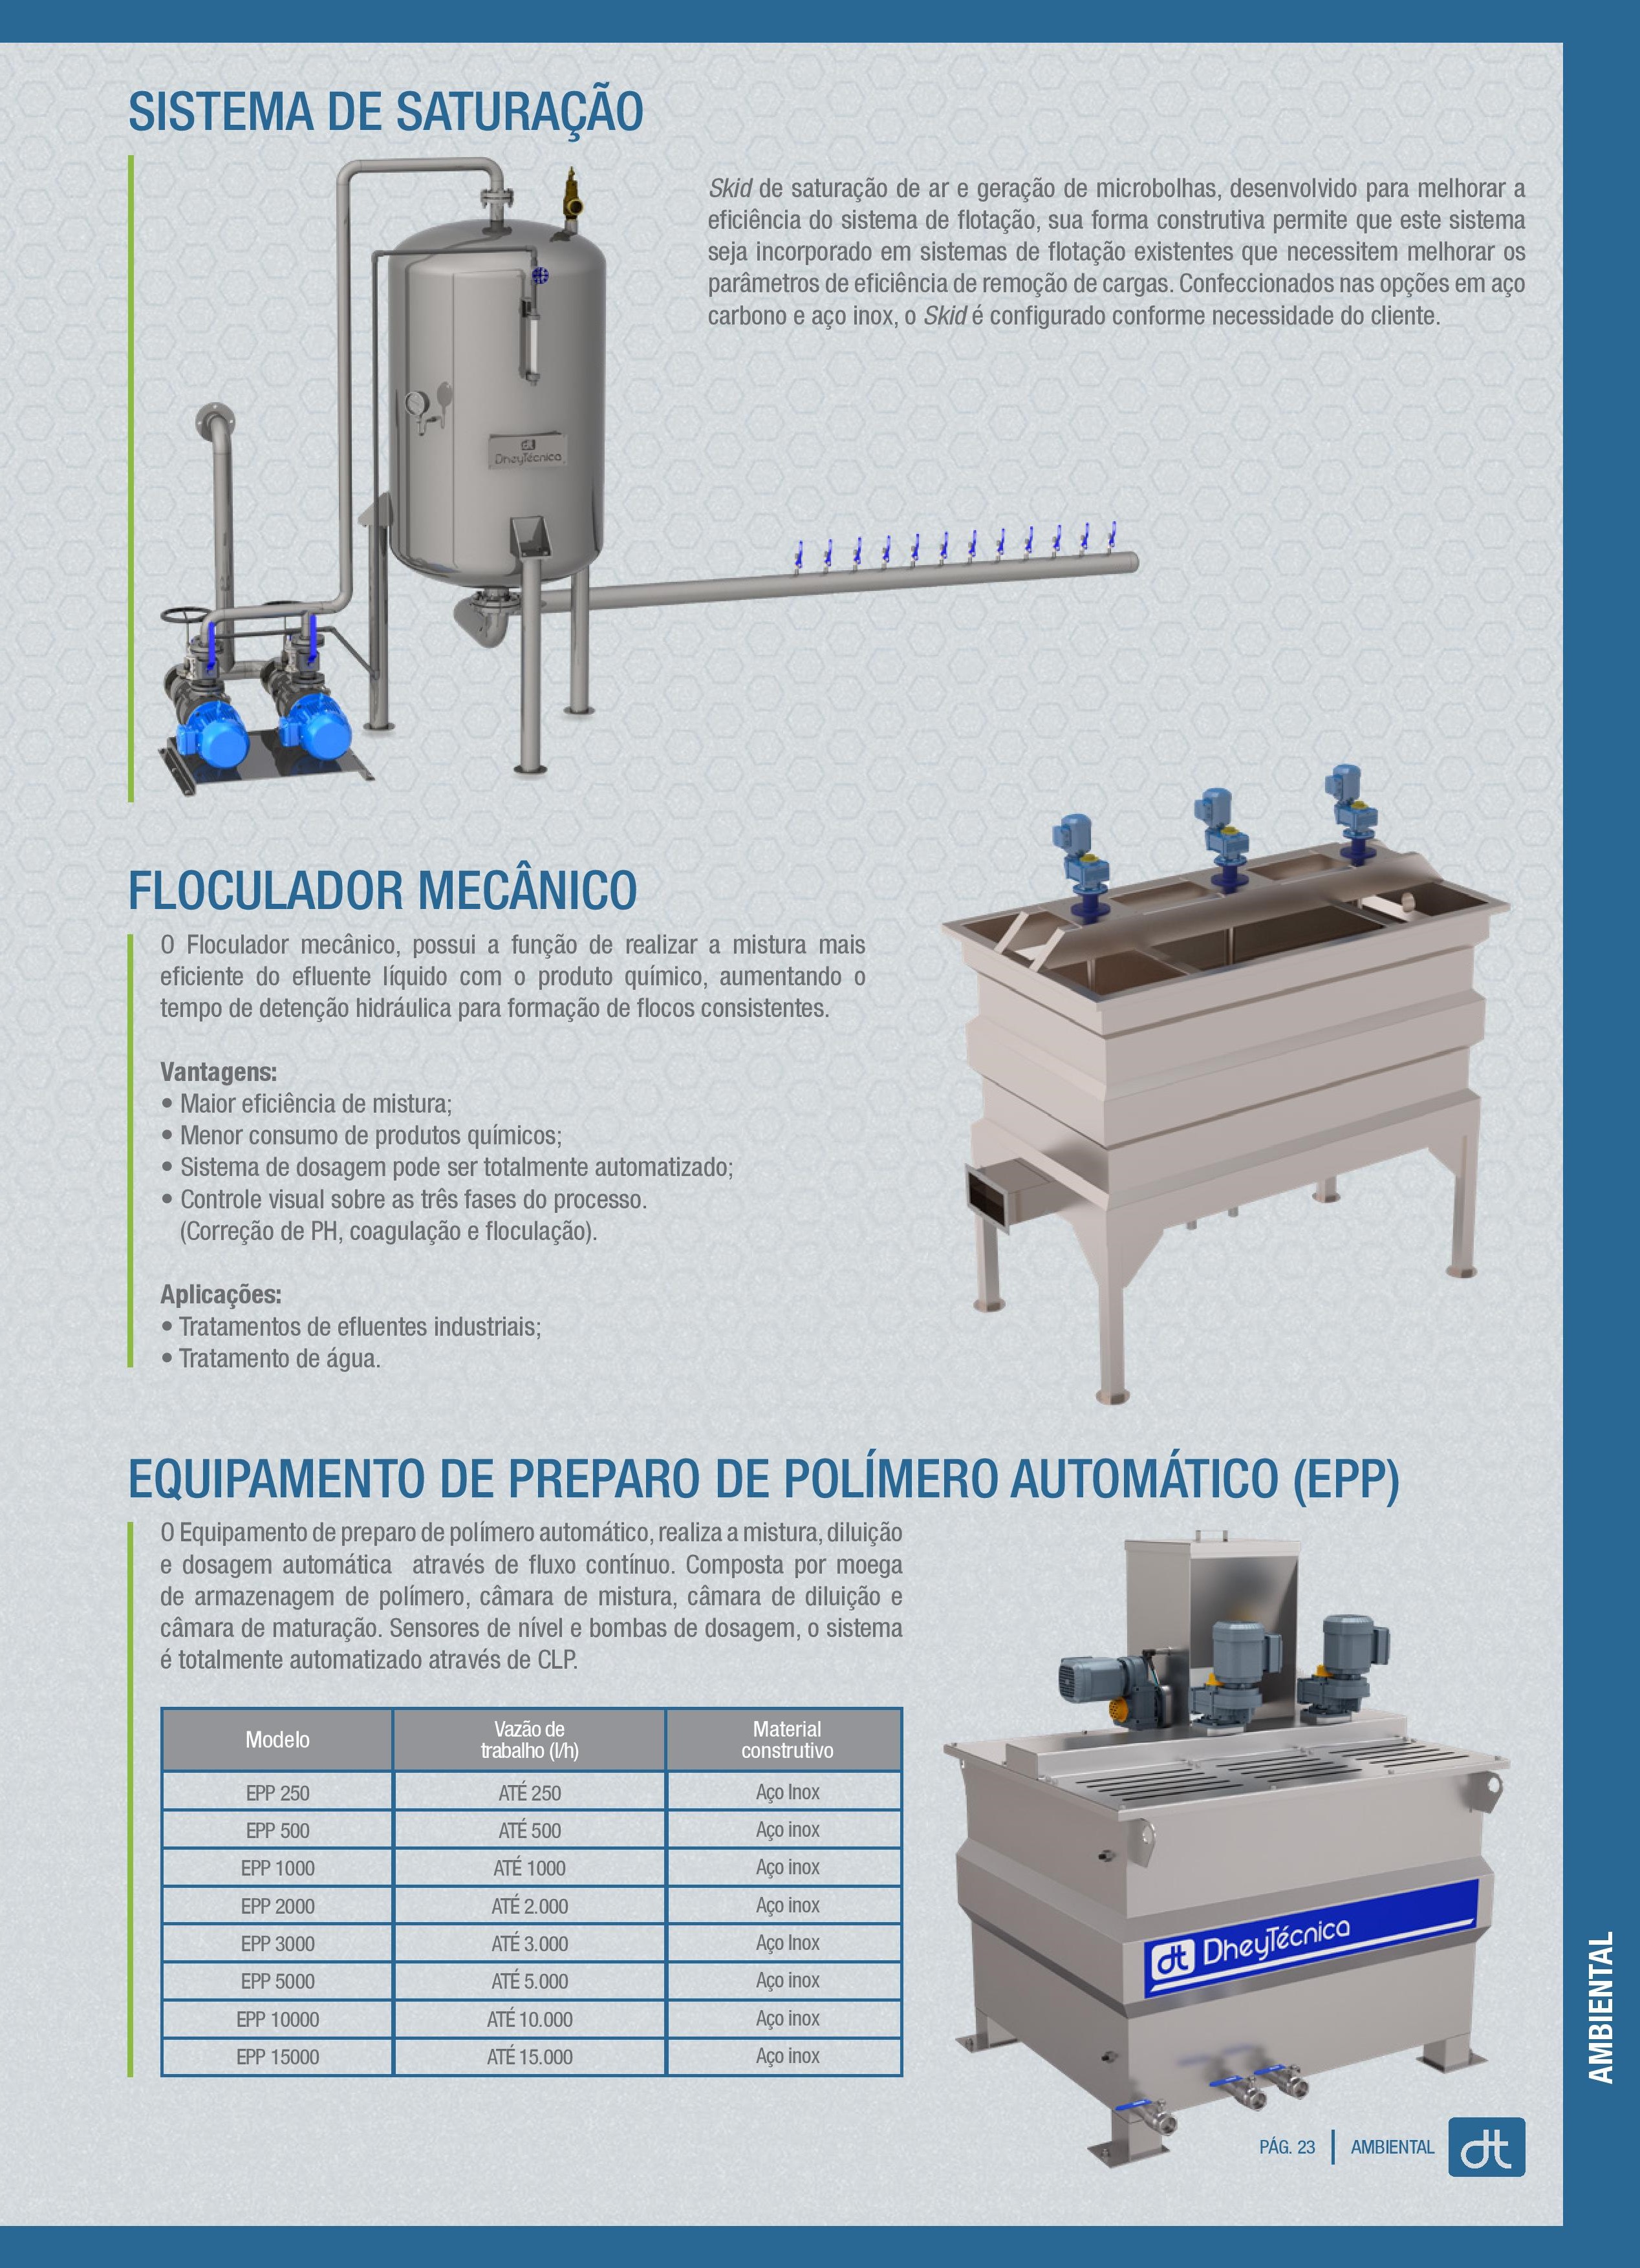 SISTEMA DE SATURAÇÃO
Skid de saturação de ar e geração de microbolhas, desenvolvido para melhorar a
eficiência do sistema de flotação, sua forma construtiva permite que este sistema
seja incorporado em sistemas de flotação existentes que necessitem melhorar os
parâmetros de eficiência de remoção de cargas. Confeccionados nas opções em aço
carbono e aço inox, o Skid é configurado conforme necessidade do cliente.
dt
DheyTécnica
FLOCULADOR MECÂNICO
O Floculador mecânico, possui a função de realizar a mistura mais
eficiente do efluente líquido com o produto químico, aumentando o
tempo de detenção hidráulica para formação de flocos consistentes.
Vantagens:
• Maior eficiência de mistura;
• Menor consumo de produtos químicos;
• Sistema de dosagem pode ser totalmente automatizado;
• Controle visual sobre as três fases do processo.
(Correção de PH, coagulação e floculação).
Aplicações:
• Tratamentos de efluentes industriais;
• Tratamento de água.
EQUIPAMENTO DE PREPARO DE POLÍMERO AUTOMÁTICO (EPP)
O Equipamento de preparo de polímero automático, realiza a mistura, diluição
e dosagem automática através de fluxo contínuo. Composta por moega
de armazenagem de polímero, câmara de mistura, câmara de diluição e
câmara de maturação. Sensores de nível e bombas de dosagem, o sistema
é totalmente automatizado através de CLP.
Modelo Vazão de trabalho (l/h) Material construtivo
EPP 250 ATÉ 250 Aço Inox
EPP 500 ATÉ 500 Aço inox
EPP 1000 ATÉ 1000 Aço inox
EPP 2000 ATÉ 2.000 Aço inox
EPP 3000 ATÉ 3.000 Aço Inox
EPP 5000 ATÉ 5.000 Aço inox
EPP 10000 ATÉ 10.000 Aço inox
EPP 15000 ATÉ 15.000 Aço inox
dt DheyTécnica
AMBIENTAL
PÁG. 23 AMBIENTAL dt